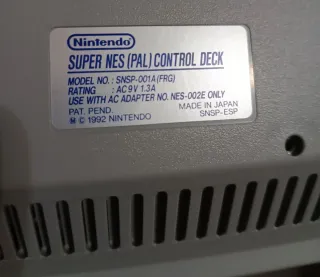 Nintendo
SUPER NES (PAL) CONTROL DECK
MODEL NO. : SNSP-001A (FRG)
RATING : AC 9V 1.3A
USE WITH AC ADAPTER NO. NES-002E ONLY
PAT. PEND. MADE IN JAPAN
Ⓜ © 1992 NINTENDO SNSP-ESP